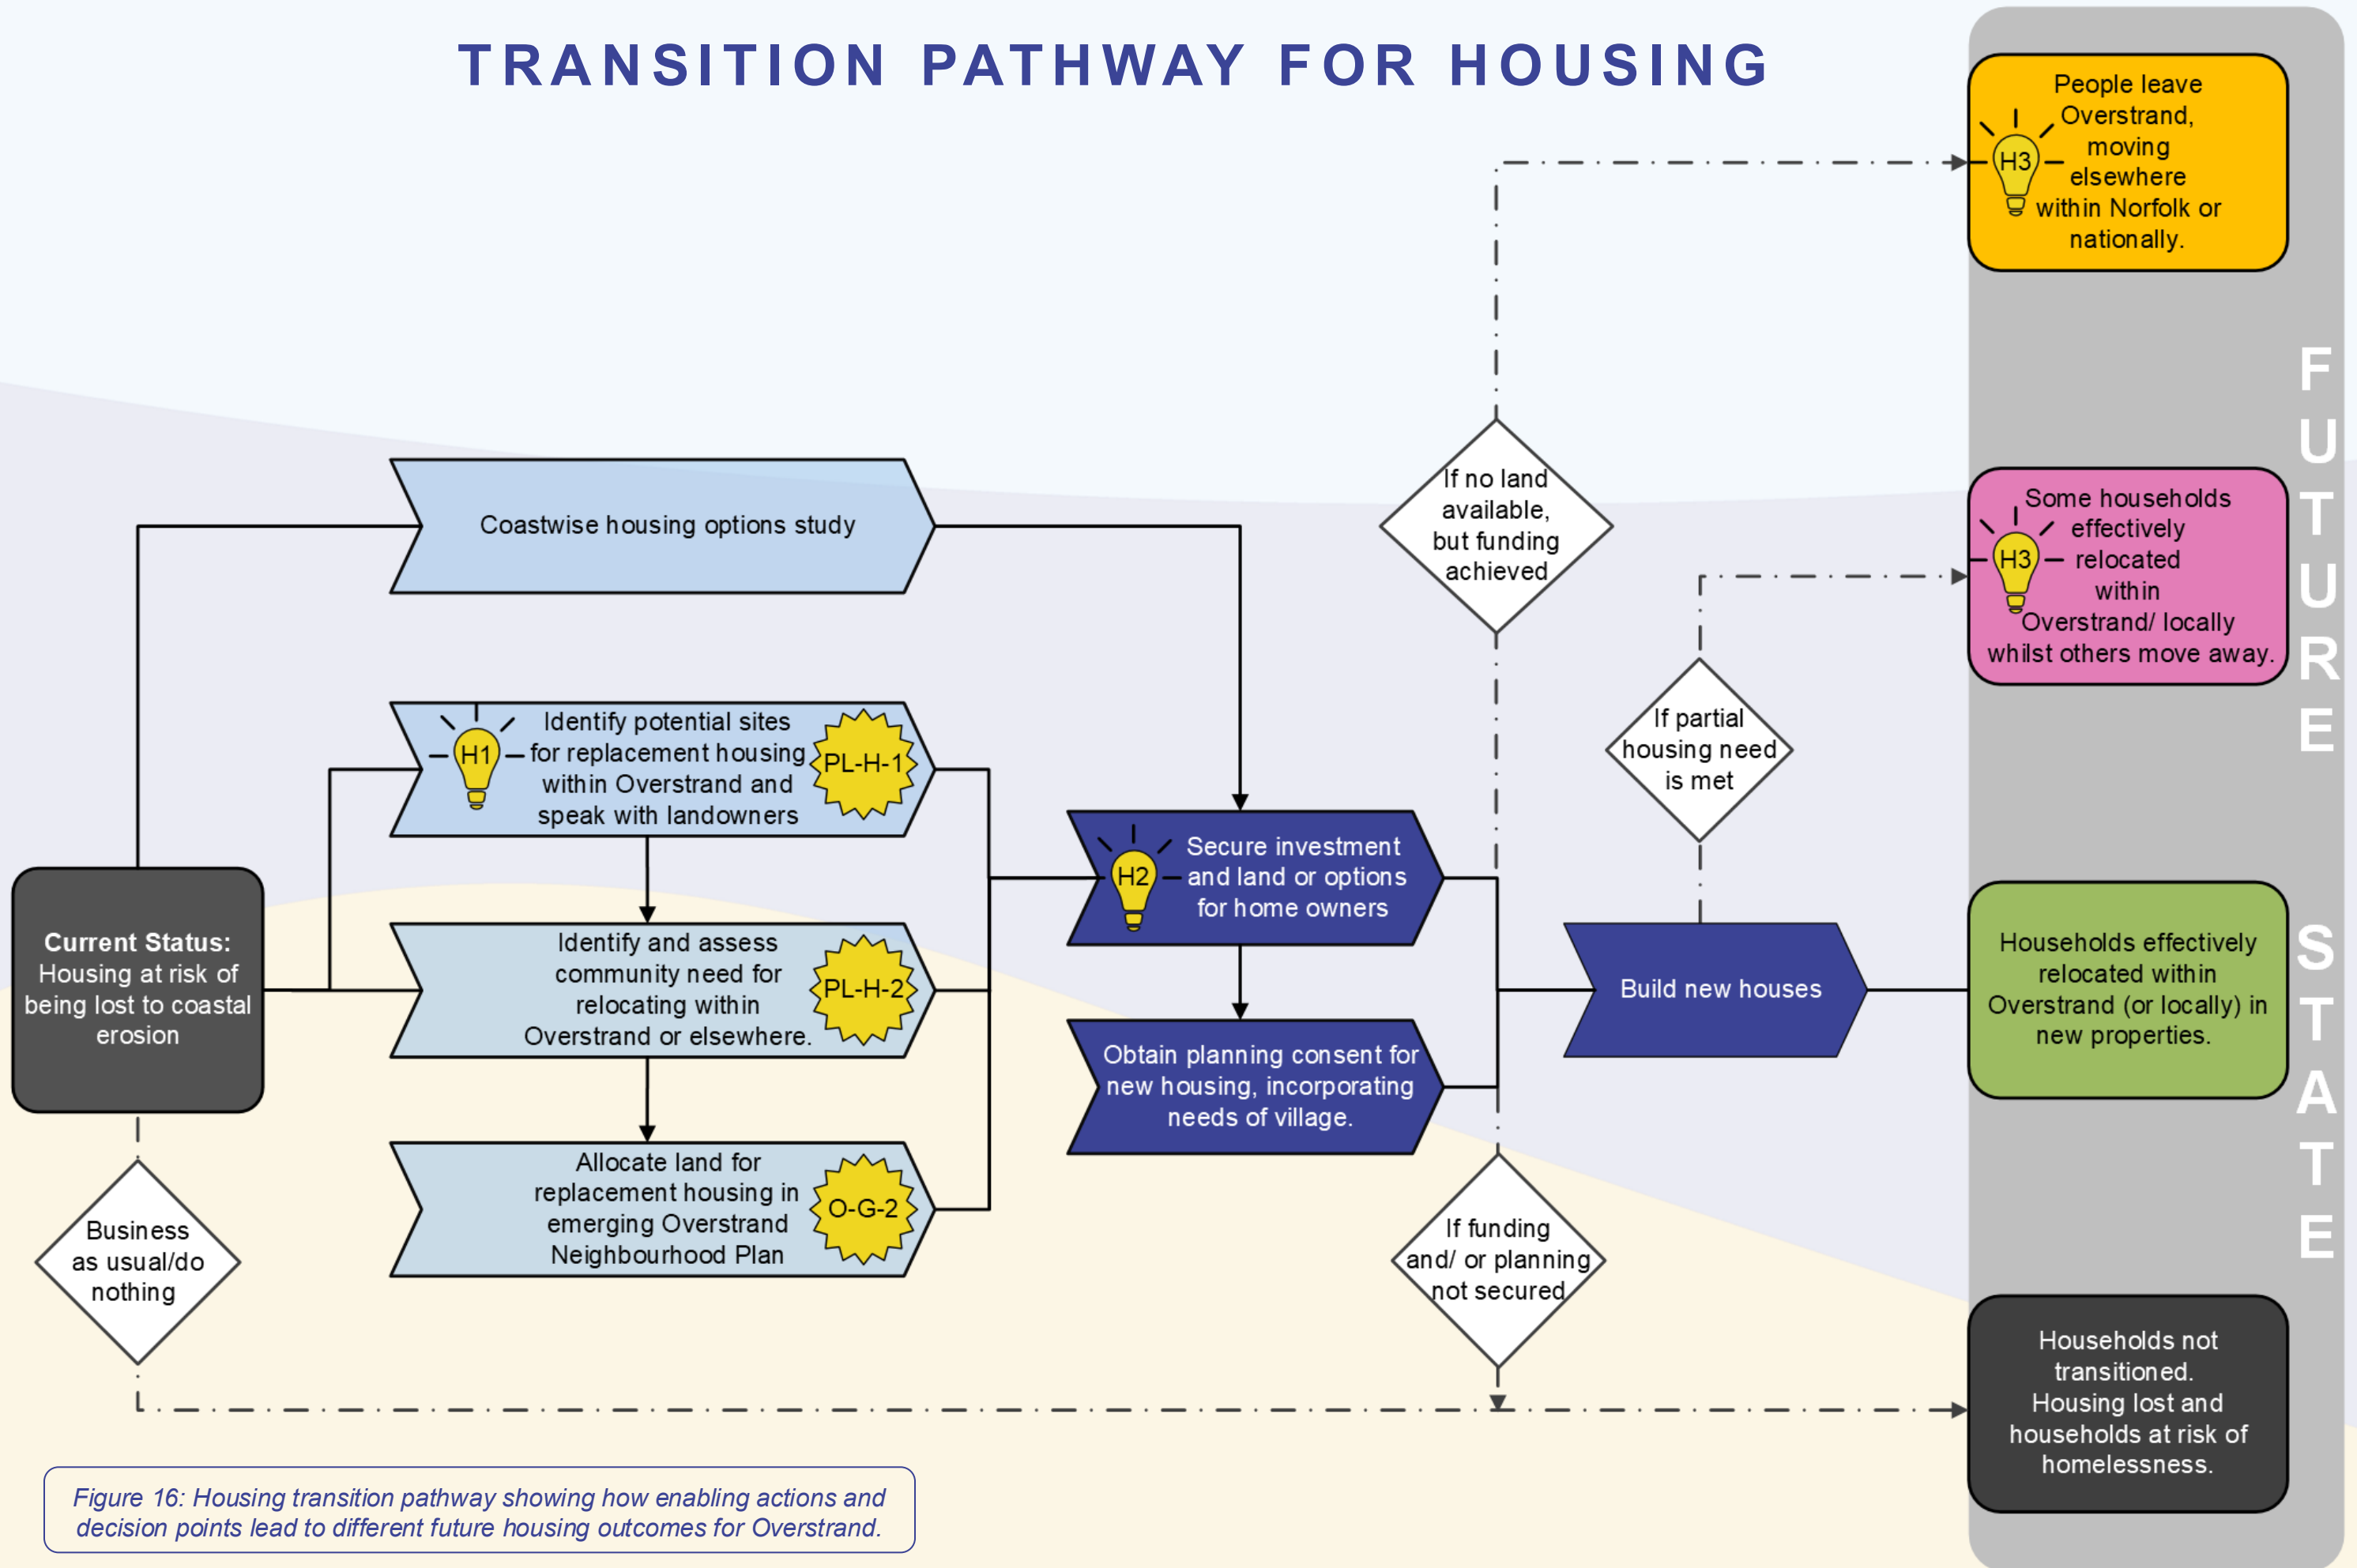 TRANSITION PATHWAY FOR HOUSING
People leave
Overstrand,
moving
elsewhere
within Norfolk or
nationally.
H3
If no land
available,
but funding
achieved
Some households
effectively
relocated
within
Overstrand/ locally
whilst others move away.
H3
Coastwise housing options study
H1
Identify potential sites
for replacement housing
within Overstrand and
speak with landowners
PL-H-1
If partial
housing need
is met
H2
Secure investment
and land or options
for home owners
Current Status:
Housing at risk of
being lost to coastal
erosion
Identify and assess
community need for
relocating within
Overstrand or elsewhere.
PL-H-2
Build new houses
Households effectively
relocated within
Overstrand (or locally) in
new properties.
Obtain planning consent for
new housing, incorporating
needs of village.
Business
as usual/do
nothing
Allocate land for
replacement housing in
emerging Overstrand
Neighbourhood Plan
O-G-2
If funding
and/ or planning
not secured
Households not
transitioned.
Housing lost and
households at risk of
homelessness.
FUTURE STATE
Figure 16: Housing transition pathway showing how enabling actions and
decision points lead to different future housing outcomes for Overstrand.